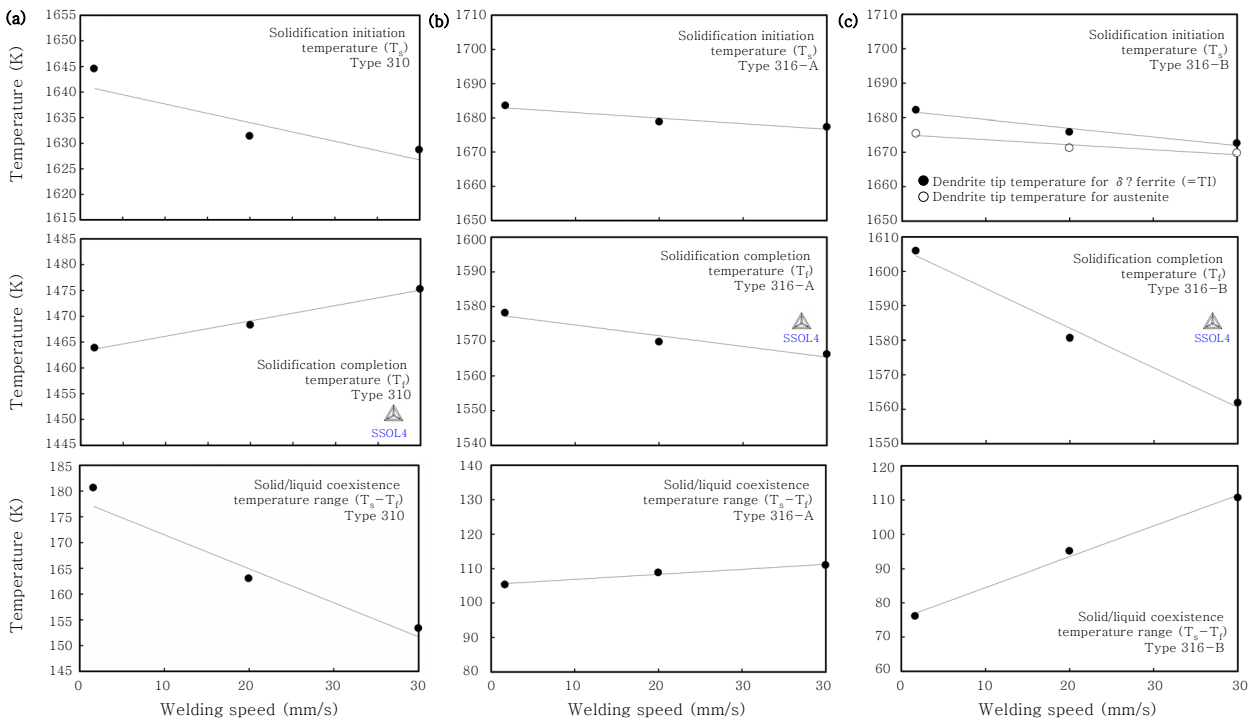 (a)
(b)
(c)
Temperature (K)
1655
1650
1645
1640
1635
1630
1625
1620
1615
Solidification initiation
temperature (Ts)
Type 310
1710
1700
1690
1680
1670
1660
1650
Solidification initiation
temperature (Ts)
Type 316-A
1710
1700
1690
1680
1670
1660
1650
Solidification initiation
temperature (Ts)
Type 316-B
Dendrite tip temperature for δ? ferrite (=TI)
Dendrite tip temperature for austenite
Temperature (K)
1485
1480
1475
1470
1465
1460
1455
1450
1445
Solidification completion
temperature (Tf)
Type 310
SSOL4
1600
1590
1580
1570
1560
1550
1540
Solidification completion
temperature (Tf)
Type 316-A
SSOL4
1610
1600
1590
1580
1570
1560
1550
Solidification completion
temperature (Tf)
Type 316-B
SSOL4
Temperature (K)
185
180
175
170
165
160
155
150
145
Solid/liquid coexistence
temperature range (Ts-Tf)
Type 310
0 10 20 30
Welding speed (mm/s)
140
130
120
110
100
90
80
Solid/liquid coexistence
temperature range (Ts-Tf)
Type 316-A
0 10 20 30
Welding speed (mm/s)
120
110
100
90
80
70
60
Solid/liquid coexistence
temperature range (Ts-Tf)
Type 316-B
0 10 20 30
Welding speed (mm/s)